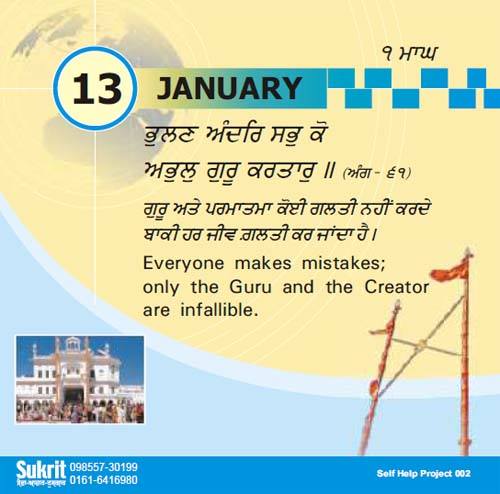 ੧ ਮਾਘ
13 JANUARY
ਭੁਲਣ ਅੰਦਰਿ ਸਭੁ ਕੋ
ਅਭੁਲੁ ਗੁਰੂ ਕਰਤਾਰੁ ॥ (ਅੰਗ - ੬੧)
ਗੁਰੂ ਅਤੇ ਪਰਮਾਤਮਾ ਕੋਈ ਗਲਤੀ ਨਹੀਂ ਕਰਦੇ
ਬਾਕੀ ਹਰ ਜੀਵ ਗ਼ਲਤੀ ਕਰ ਜਾਂਦਾ ਹੈ।
Everyone makes mistakes;
only the Guru and the Creator
are infallible.
Sukrit 098557-30199
0161-6416980
Self Help Project 002